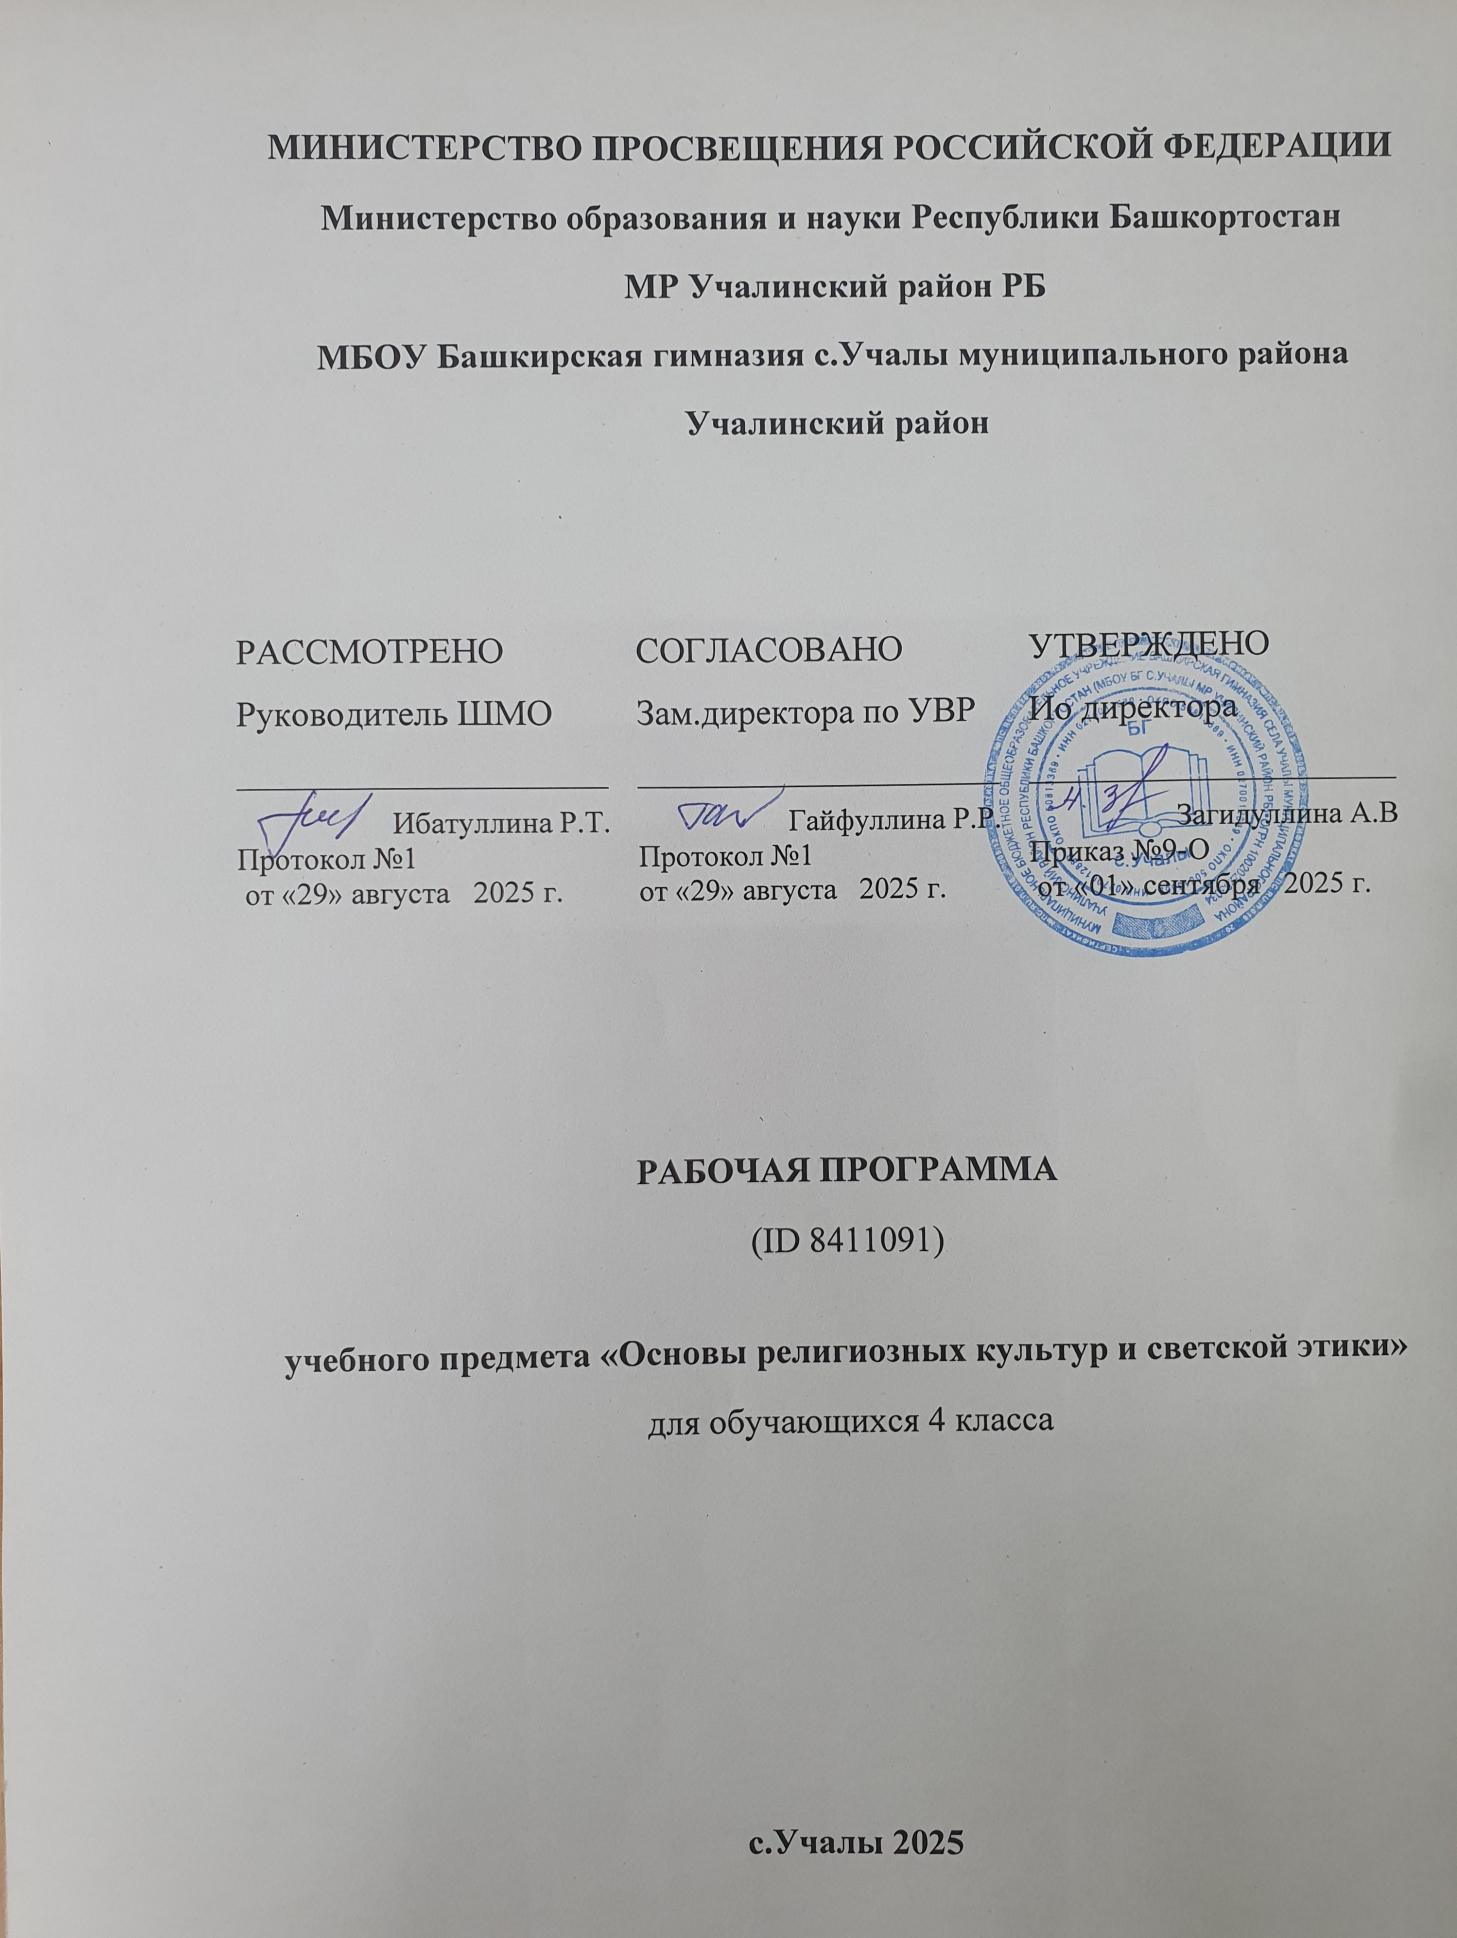 МИНИСТЕРСТВО ПРОСВЕЩЕНИЯ РОССИЙСКОЙ ФЕДЕРАЦИИ
Министерство образования и науки Республики Башкортостан
МР Учалинский район РБ
МБОУ Башкирская гимназия с.Учалы муниципального района
Учалинский район
РАССМОТРЕНО
Руководитель ШМО
Ибатуллина Р.Т.
Протокол №1
от «29» августа 2025 г.
СОГЛАСОВАНО
Зам.директора по УВР
Гайфуллина Р.Р.
Протокол №1
от «29» августа 2025 г.
УТВЕРЖДЕНО
Ио директора
Загидуллина А.В
Приказ №9-О
от «01» сентября 2025 г.
БГ
с.Учалы
РАБОЧАЯ ПРОГРАММА
(ID 8411091)
учебного предмета «Основы религиозных культур и светской этики»
для обучающихся 4 класса
с.Учалы 2025